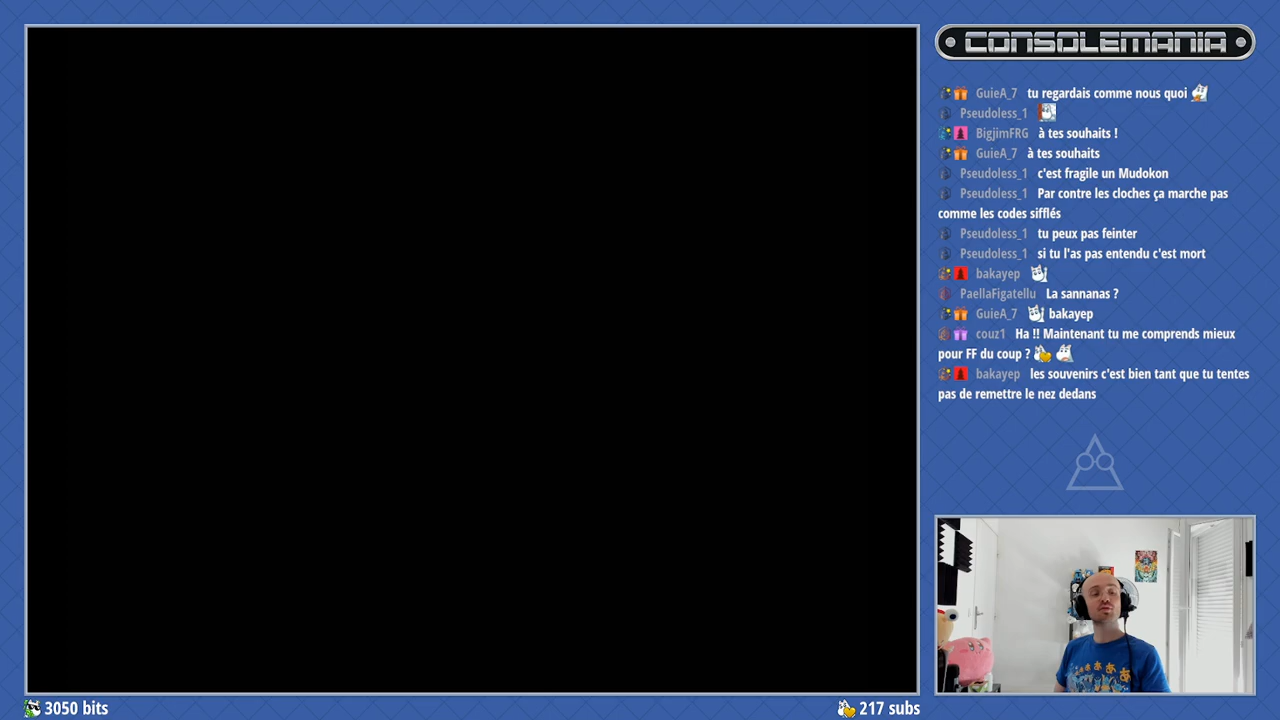 CONSOLEMANIA
GuieA_7 tu regardais comme nous quoi
Pseudoless_1
BigjimFRG à tes souhaits !
GuieA_7 à tes souhaits
Pseudoless_1 c'est fragile un Mudokon
Pseudoless_1 Par contre les cloches ça marche pas
comme les codes sifflés
Pseudoless_1 tu peux pas feinter
Pseudoless_1 si tu l'as pas entendu c'est mort
bakayep
PaellaFigatellu La sannanas ?
GuieA_7 bakayep
couz1 Ha !! Maintenant tu me comprends mieux
pour FF du coup ?
bakayep les souvenirs c'est bien tant que tu tentes
pas de remettre le nez dedans
3050 bits
217 subs